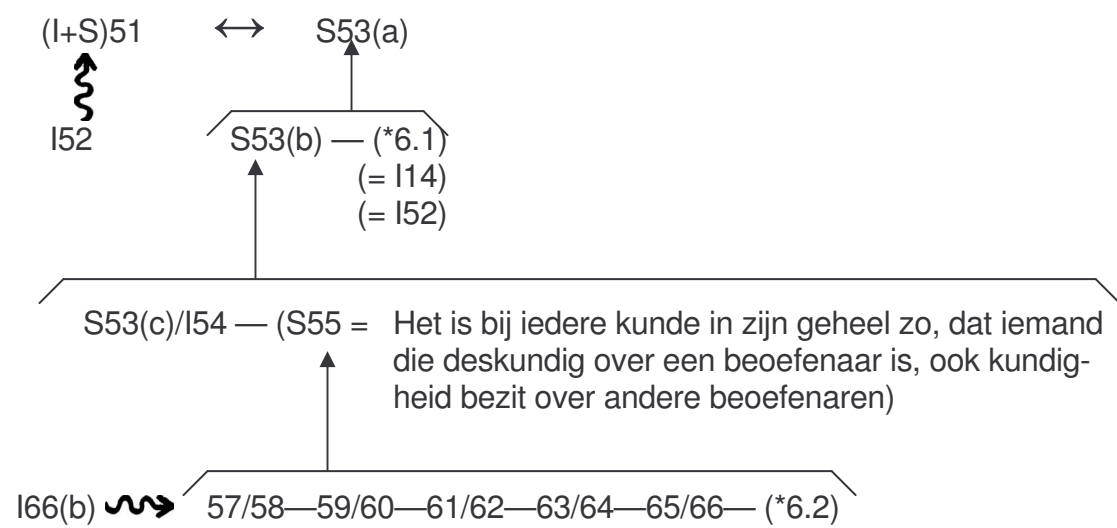 (I+S)51 ↔ S53(a)
I52 S53(b) — (*6.1)
(= I14)
(= I52)
S53(c)/I54 — (S55 = Het is bij iedere kunde in zijn geheel zo, dat iemand
die deskundig over een beoefenaar is, ook kundig-
heid bezit over andere beoefenaren)
I66(b) 57/58—59/60—61/62—63/64—65/66— (*6.2)